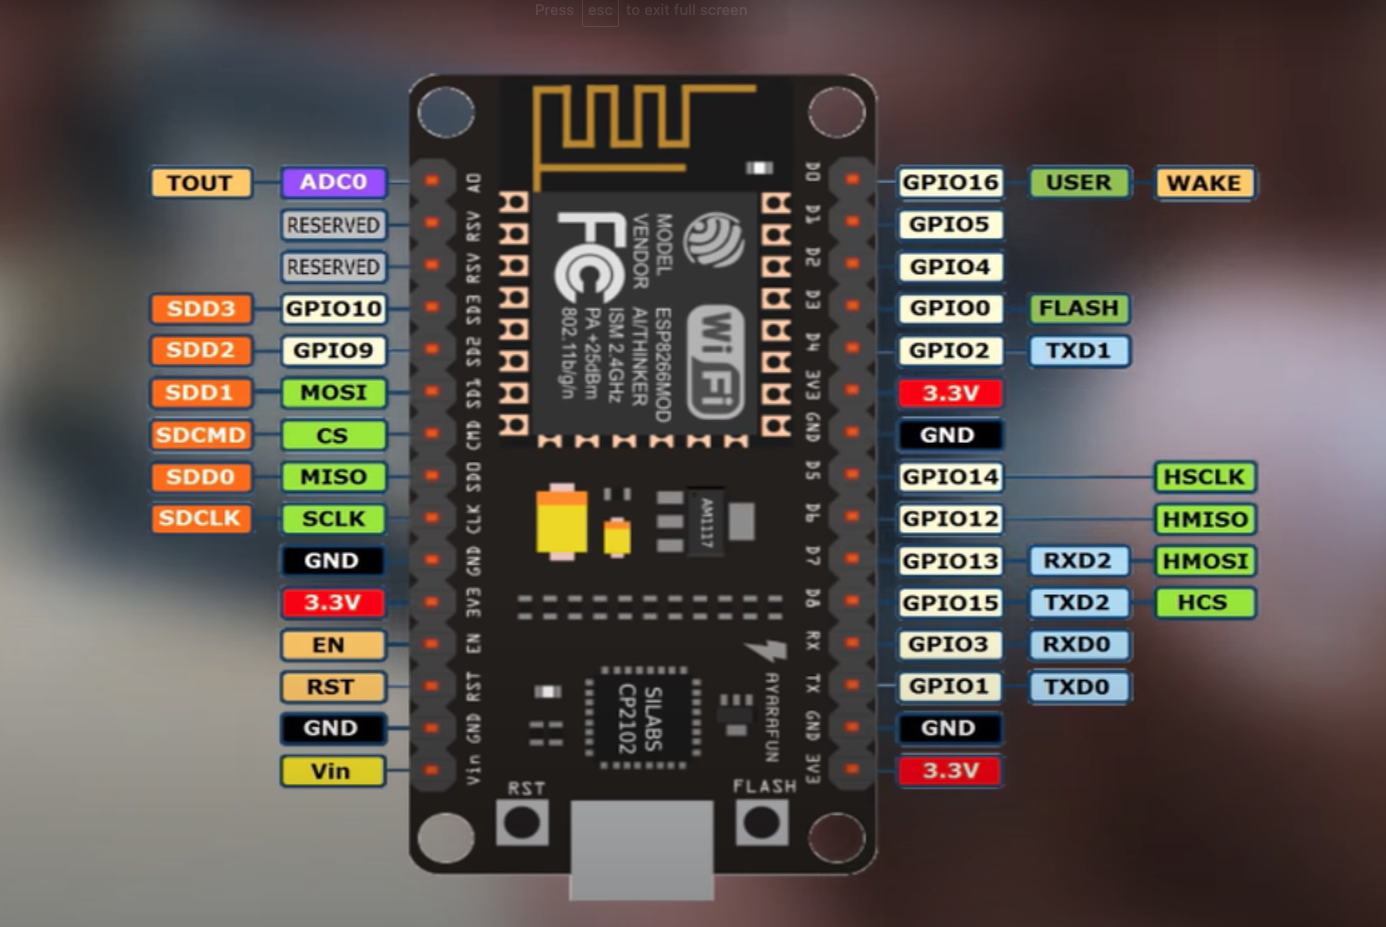 Press esc to exit full screen
TOUT ADC0 A0 D0 GPIO16 USER WAKE
RESERVED RSV D1 GPIO5
RESERVED RSV D2 GPIO4
SDD3 GPIO10 SD3 D3 GPIO0 FLASH
SDD2 GPIO9 SD2 D4 GPIO2 TXD1
SDD1 MOSI SD1 3V3 3.3V
SDCMD CS CMD GND GND
SDD0 MISO SD0 D5 GPIO14 HSCLK
SDCLK SCLK CLK D6 GPIO12 HMISO
GND GND D7 GPIO13 RXD2 HMOSI
3.3V 3V3 D8 GPIO15 TXD2 HCS
EN EN RX GPIO3 RXD0
RST RST TX GPIO1 TXD0
GND GND GND GND
Vin Vin 3V3 3.3V
FC
WiFi
MODEL ESP8266MOD
VENDOR AI/THINKER
ISM 2.4GHz
PA +25dBm
802.11b/g/n
AM1117
SILABS
CP2102
AYARAFUN
RST
FLASH